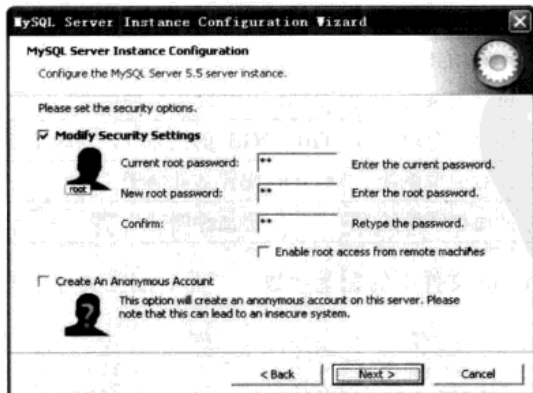 MySQL Server Instance Configuration Wizard
MySQL Server Instance Configuration
Configure the MySQL Server 5.5 server instance.
Please set the security options.
Modify Security Settings
root
Current root password: ** Enter the current password.
New root password: ** Enter the root password.
Confirm: ** Retype the password.
Enable root access from remote machines
Create An Anonymous Account
?
This option will create an anonymous account on this server. Please
note that this can lead to an insecure system.
< Back
Next >
Cancel